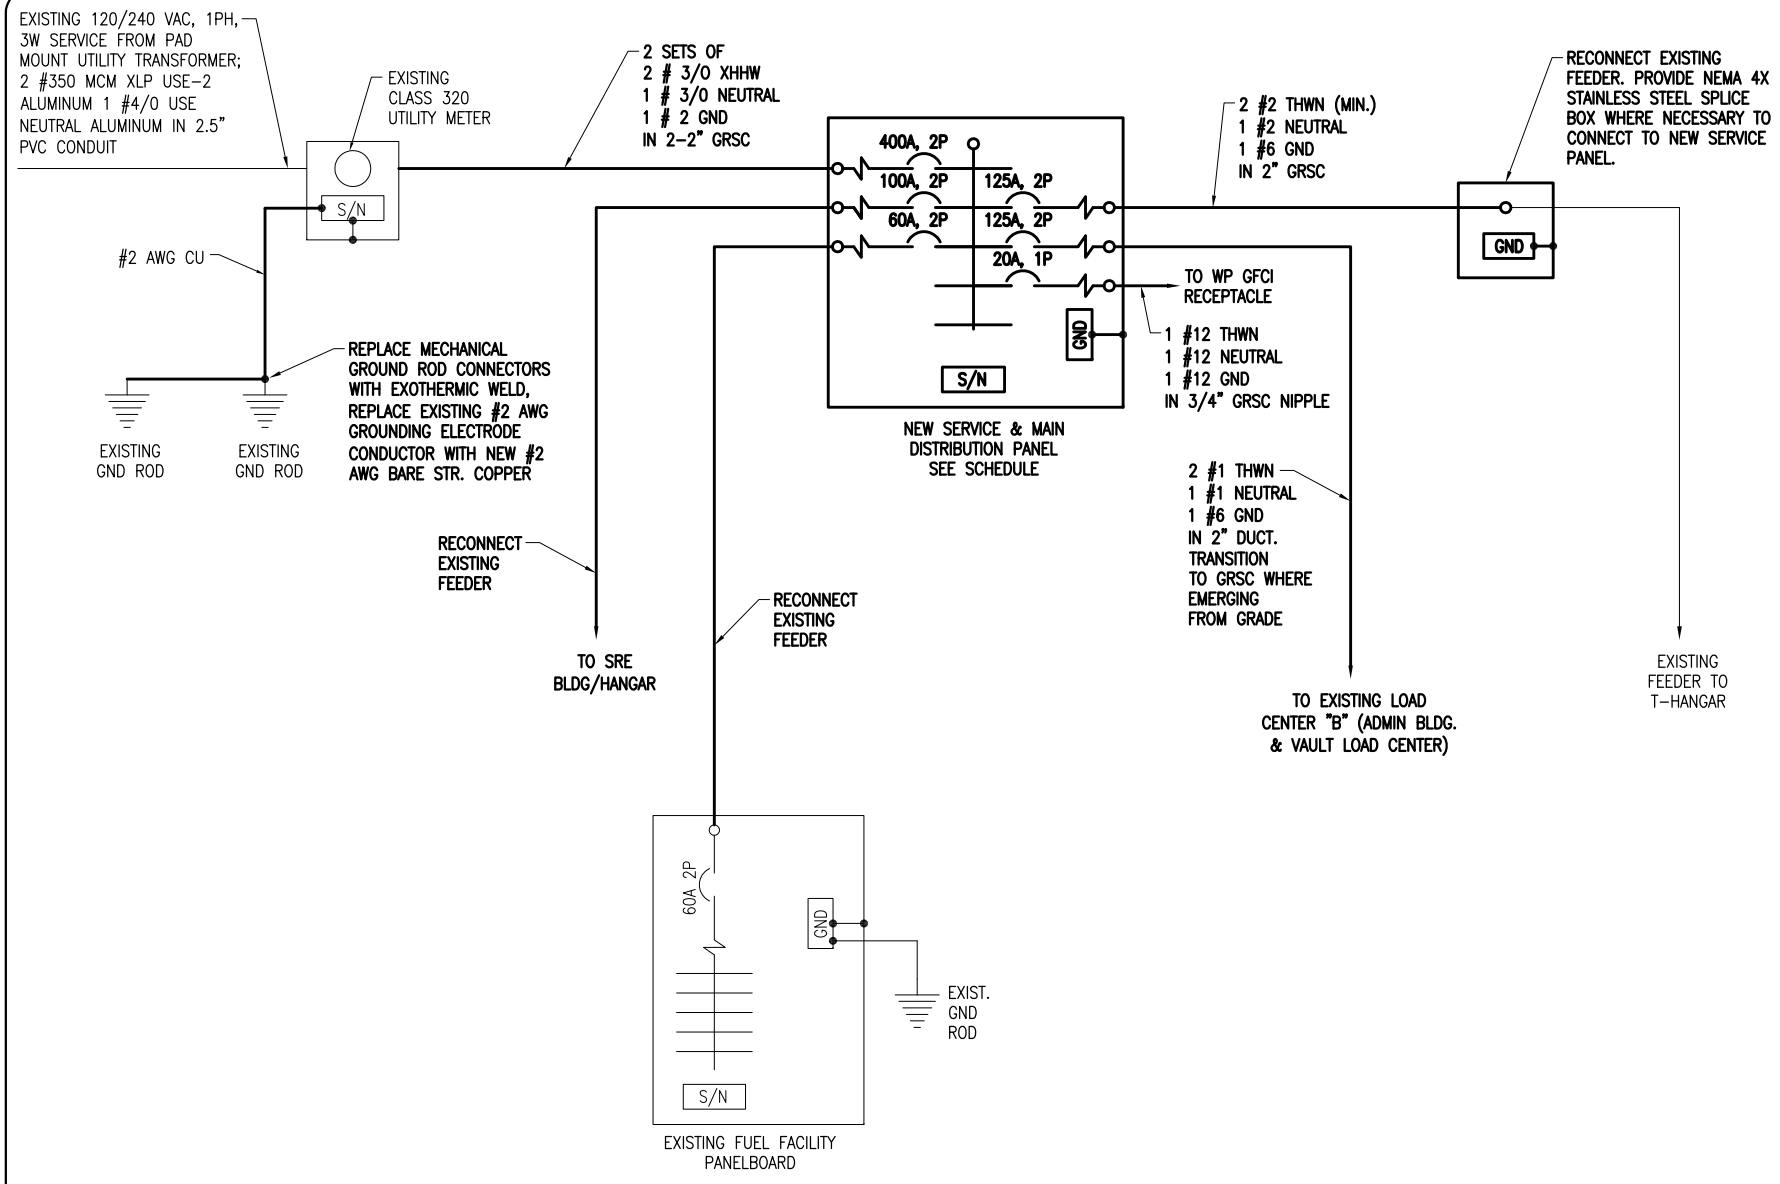 EXISTING 120/240 VAC, 1PH,
3W SERVICE FROM PAD
MOUNT UTILITY TRANSFORMER;
2 #350 MCM XLP USE-2
ALUMINUM 1 #4/0 USE
NEUTRAL ALUMINUM IN 2.5"
PVC CONDUIT
EXISTING
CLASS 320
UTILITY METER
S/N
#2 AWG CU
2 SETS OF
2 # 3/0 XHHW
1 # 3/0 NEUTRAL
1 # 2 GND
IN 2-2" GRSC
400A, 2P
100A, 2P
60A, 2P
125A, 2P
125A, 2P
20A, 1P
GND
S/N
NEW SERVICE & MAIN
DISTRIBUTION PANEL
SEE SCHEDULE
2 #2 THWN (MIN.)
1 #2 NEUTRAL
1 #6 GND
IN 2" GRSC
RECONNECT EXISTING
FEEDER. PROVIDE NEMA 4X
STAINLESS STEEL SPLICE
BOX WHERE NECESSARY TO
CONNECT TO NEW SERVICE
PANEL.
GND
TO WP GFCI
RECEPTACLE
1 #12 THWN
1 #12 NEUTRAL
1 #12 GND
IN 3/4" GRSC NIPPLE
REPLACE MECHANICAL
GROUND ROD CONNECTORS
WITH EXOTHERMIC WELD,
REPLACE EXISTING #2 AWG
GROUNDING ELECTRODE
CONDUCTOR WITH NEW #2
AWG BARE STR. COPPER
EXISTING
GND ROD
EXISTING
GND ROD
2 #1 THWN
1 #1 NEUTRAL
1 #6 GND
IN 2" DUCT.
TRANSITION
TO GRSC WHERE
EMERGING
FROM GRADE
RECONNECT
EXISTING
FEEDER
RECONNECT
EXISTING
FEEDER
TO SRE
BLDG/HANGAR
TO EXISTING LOAD
CENTER "B" (ADMIN BLDG.
& VAULT LOAD CENTER)
EXISTING
FEEDER TO
T-HANGAR
60A 2P
GND
EXIST.
GND
ROD
S/N
EXISTING FUEL FACILITY
PANELBOARD